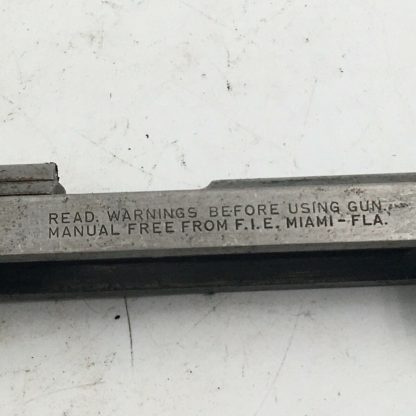 READ WARNINGS BEFORE USING GUN.
MANUAL FREE FROM F.I.E. MIAMI-FLA.